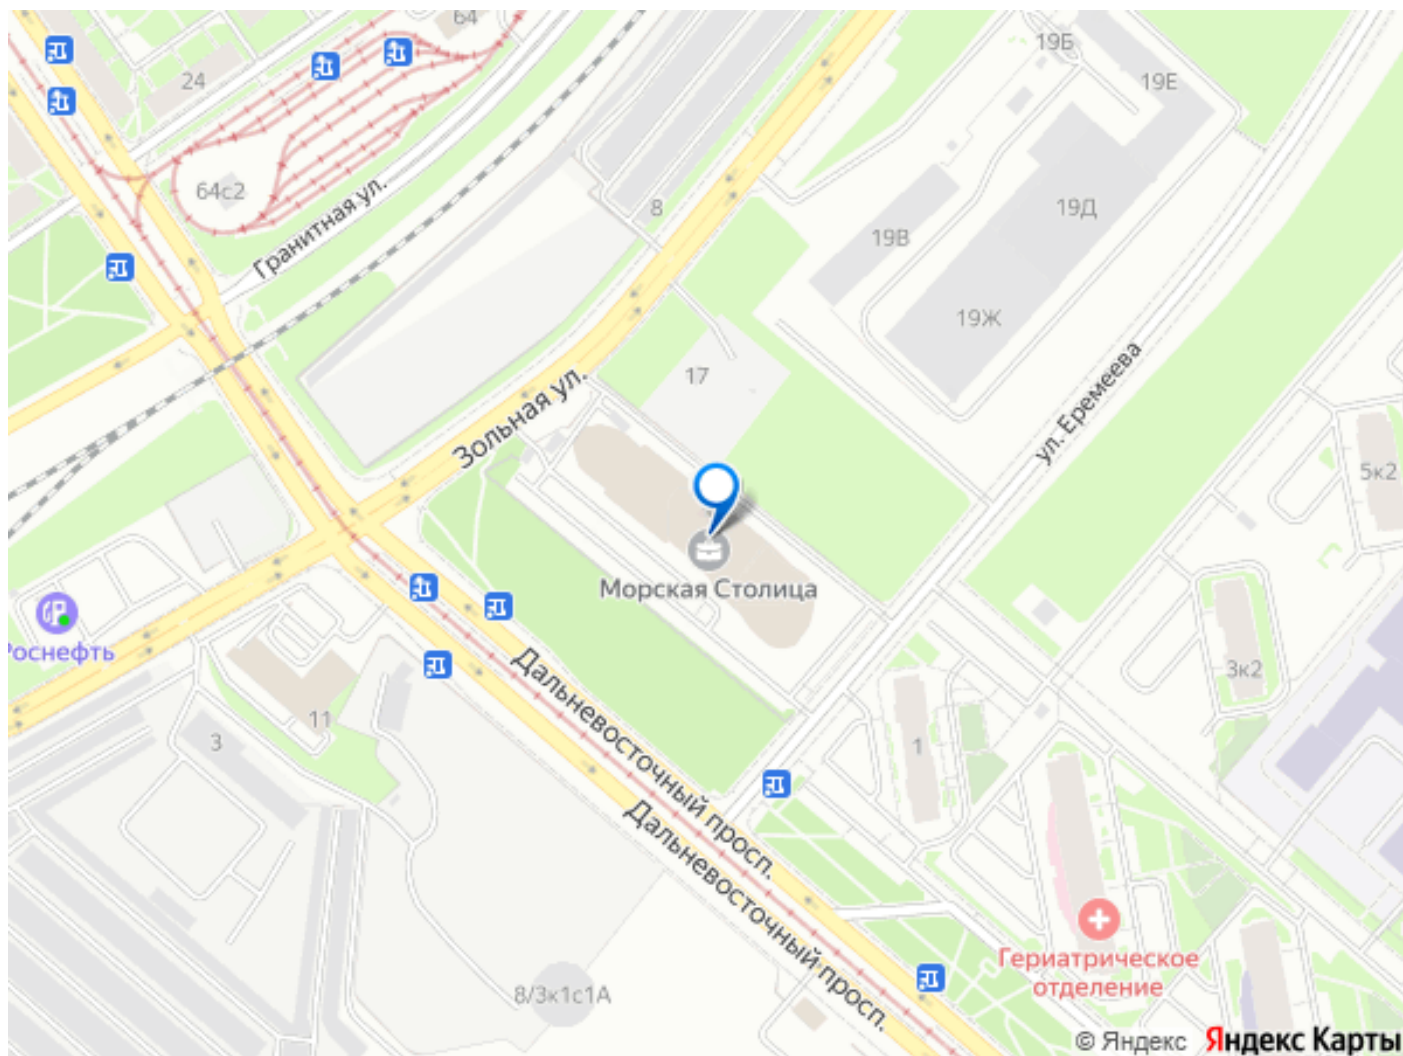 64
19Б
24
19Е
64с2
8
19Д
Гранитная ул.
19В
19Ж
17
ул. Еремеева
Зольная ул.
5к2
Морская Столица
Роснефть
3к2
Дальневосточный просп.
11
3
1
Дальневосточный просп.
Гериатрическое
отделение
8/3к1с1А
© Яндекс Яндекс Карты